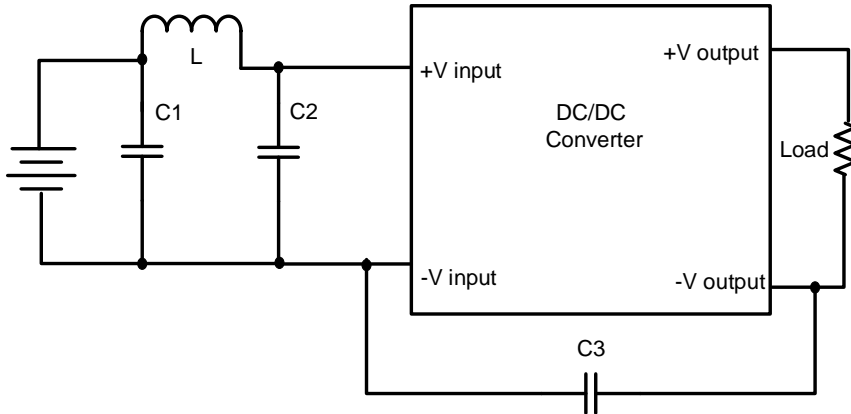 L
+V input
+V output
C1
C2
DC/DC
Converter
Load
-V input
-V output
C3